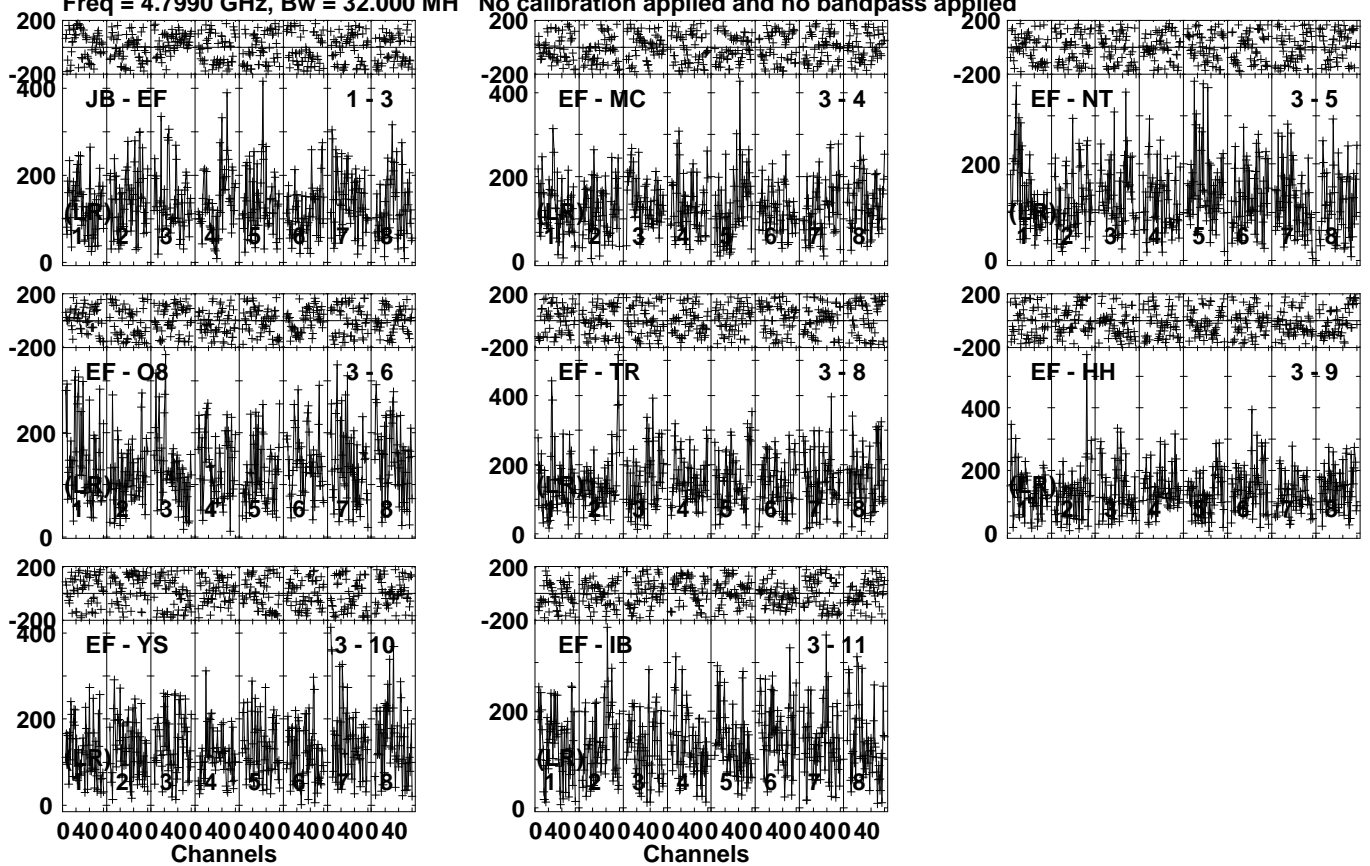 Freq = 4.7990 GHz, Bw = 32.000 MH No calibration applied and no bandpass applied
200
-200
400
200
0
JB - EF 1 - 3
(LR)
1 2 3 4 5 6 7 8
200
-200
400
200
0
EF - MC 3 - 4
(LR)
1 2 3 4 5 6 7 8
200
-200
200
0
EF - NT 3 - 5
(LR)
1 2 3 4 5 6 7 8
200
-200
200
0
EF - O8 3 - 6
(LR)
1 2 3 4 5 6 7 8
200
-200
400
200
0
EF - TR 3 - 8
(LR)
1 2 3 4 5 6 7 8
200
-200
400
200
0
EF - HH 3 - 9
(LR)
1 2 3 4 5 6 7 8
200
-200
400
200
0
EF - YS 3 - 10
(LR)
1 2 3 4 5 6 7 8
0 40 0 40 0 40 0 40 0 40 0 40 0 40 0 40
Channels
200
-200
200
0
EF - IB 3 - 11
(LR)
1 2 3 4 5 6 7 8
0 40 0 40 0 40 0 40 0 40 0 40 0 40 0 40
Channels